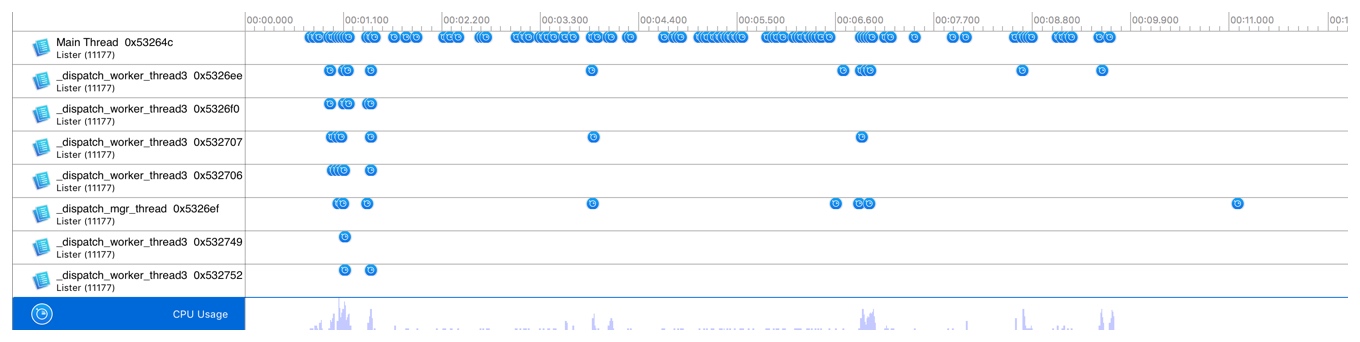 00:00.000 00:01.100 00:02.200 00:03.300 00:04.400 00:05.500 00:06.600 00:07.700 00:08.800 00:09.900 00:11.000 00:1
Main Thread 0x53264c
Lister (11177)
_dispatch_worker_thread3 0x5326ee
Lister (11177)
_dispatch_worker_thread3 0x5326f0
Lister (11177)
_dispatch_worker_thread3 0x532707
Lister (11177)
_dispatch_worker_thread3 0x532706
Lister (11177)
_dispatch_mgr_thread 0x5326ef
Lister (11177)
_dispatch_worker_thread3 0x532749
Lister (11177)
_dispatch_worker_thread3 0x532752
Lister (11177)
CPU Usage